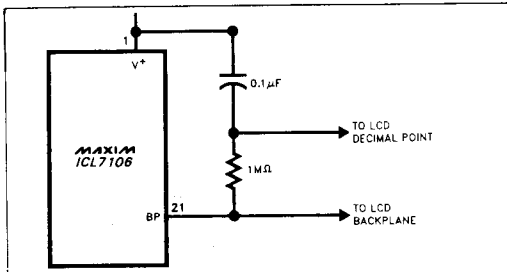 1
V+
0.1μF
MAXIM
ICL7106
TO LCD
DECIMAL POINT
1MΩ
21
BP
TO LCD
BACKPLANE